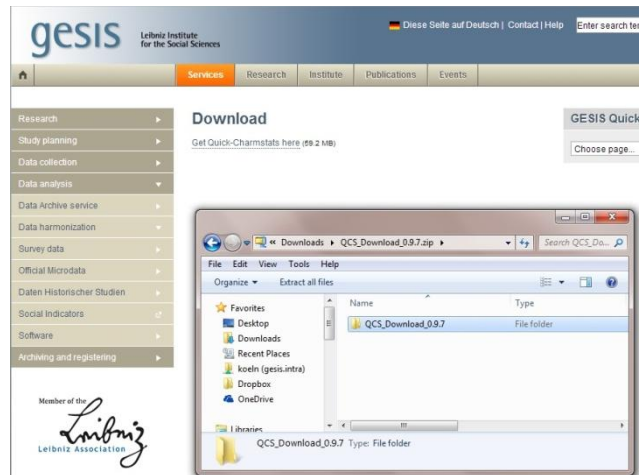 gesis
Leibniz Institute
for the Social Sciences
Diese Seite auf Deutsch | Contact | Help
Enter search te
Services Research Institute Publications Events
Research
Study planning
Data collection
Data analysis
Data Archive service
Data harmonization
Survey data
Official Microdata
Daten Historischer Studien
Social Indicators
Software
Archiving and registering
Member of the
Leibniz
Leibniz Association
Download
Get Quick-Charmstats here (59.2 MB)
GESIS Quick
Choose page...
« Downloads ▸ QCS_Download_0.9.7.zip ▸
Search QCS_Do...
File Edit View Tools Help
Organize Extract all files
Favorites
Desktop
Downloads
Recent Places
koeln (gesis.intra)
Dropbox
OneDrive
Libraries
Name Type
QCS_Download_0.9.7 File folder
QCS_Download_0.9.7 Type: File folder